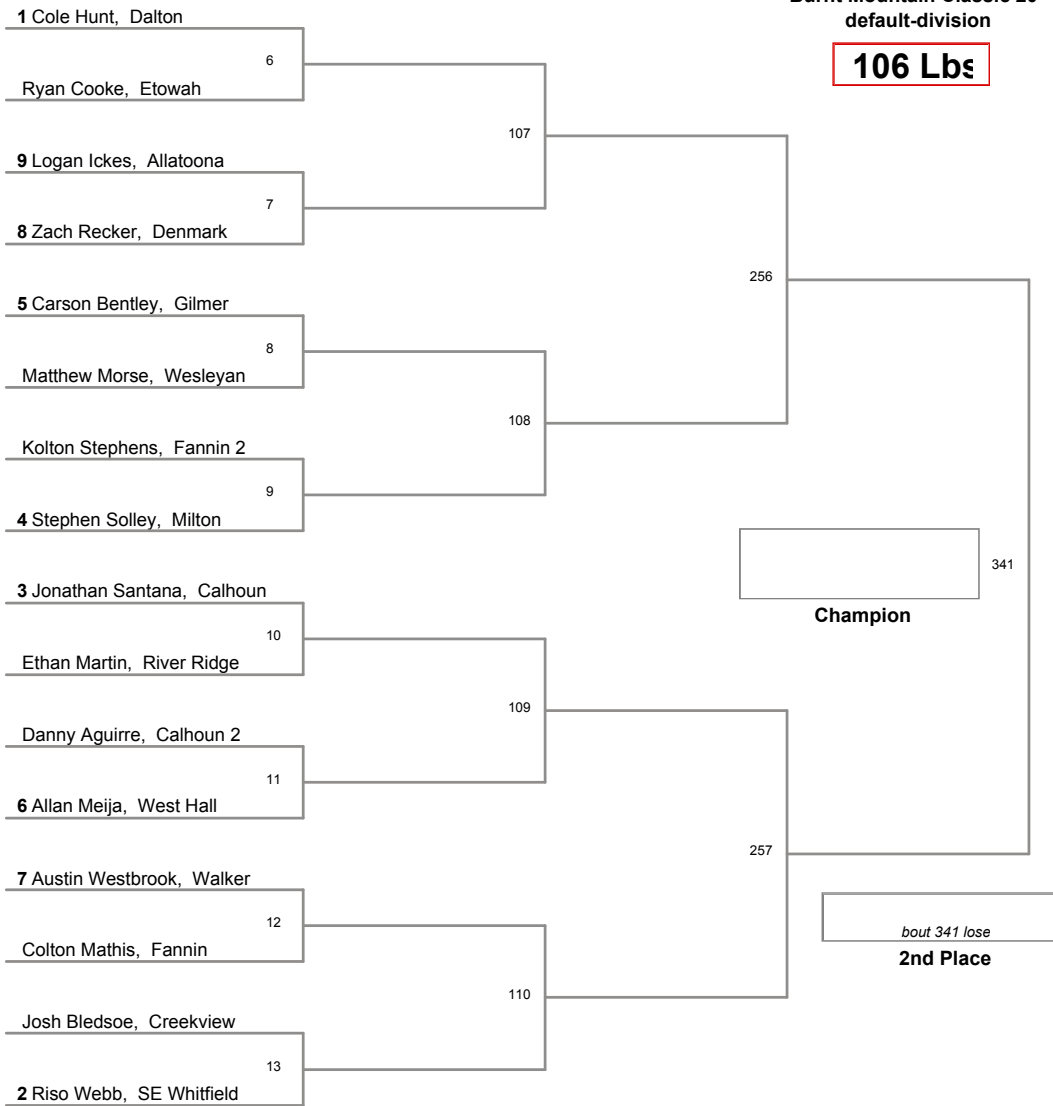 default-division
106 Lbs
1 Cole Hunt, Dalton
6
Ryan Cooke, Etowah
107
9 Logan Ickes, Allatoona
7
8 Zach Recker, Denmark
256
5 Carson Bentley, Gilmer
8
Matthew Morse, Wesleyan
108
Kolton Stephens, Fannin 2
9
4 Stephen Solley, Milton
341
Champion
3 Jonathan Santana, Calhoun
10
Ethan Martin, River Ridge
109
Danny Aguirre, Calhoun 2
11
6 Allan Meija, West Hall
257
7 Austin Westbrook, Walker
12
Colton Mathis, Fannin
bout 341 lose
2nd Place
110
Josh Bledsoe, Creekview
13
2 Riso Webb, SE Whitfield